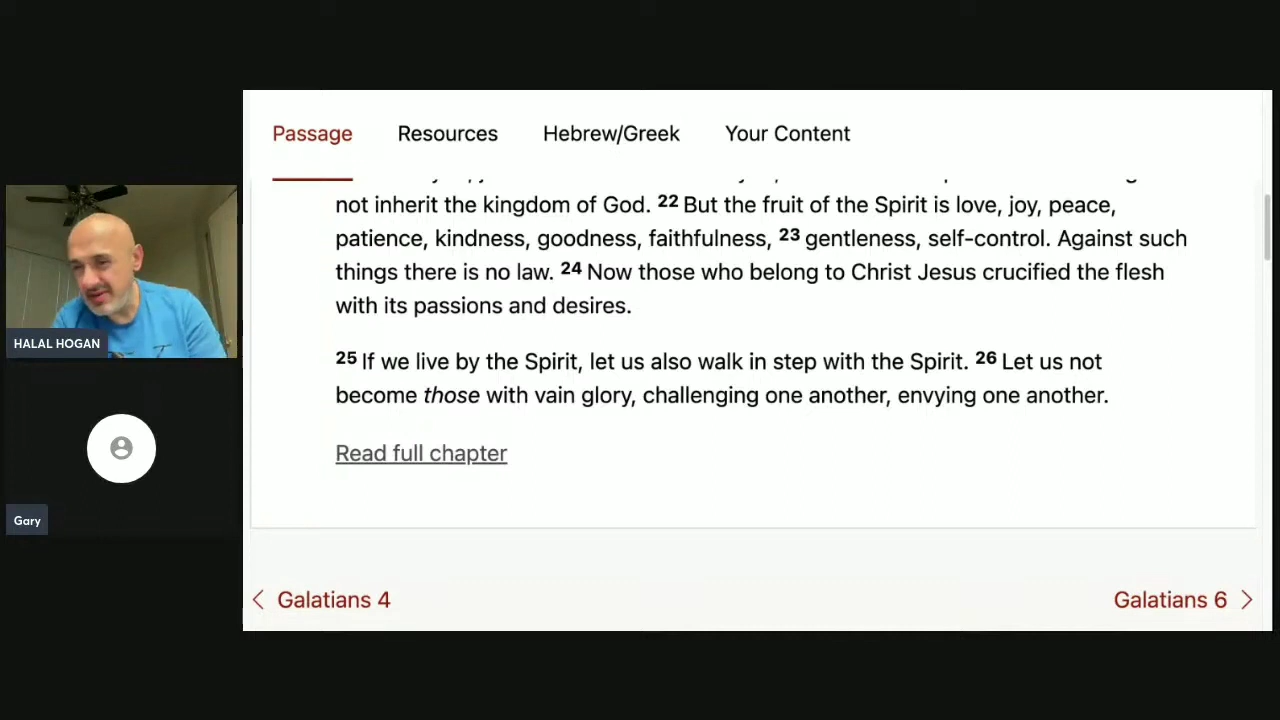 Passage
Resources
Hebrew/Greek
Your Content
not inherit the kingdom of God. 22 But the fruit of the Spirit is love, joy, peace,
patience, kindness, goodness, faithfulness, 23 gentleness, self-control. Against such
things there is no law. 24 Now those who belong to Christ Jesus crucified the flesh
with its passions and desires.
25 If we live by the Spirit, let us also walk in step with the Spirit. 26 Let us not
become those with vain glory, challenging one another, envying one another.
Read full chapter
Galatians 4
Galatians 6
HALAL HOGAN
Gary